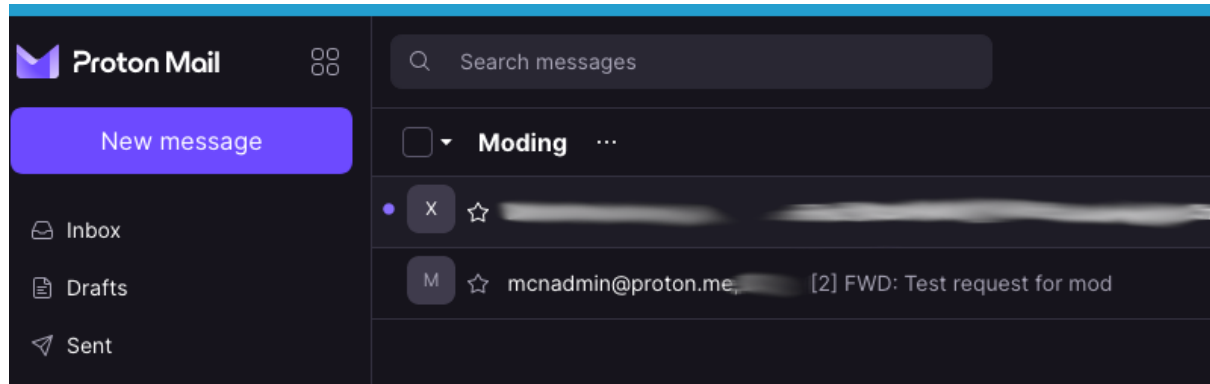 Proton Mail
Search messages
New message
Moding ...
X
Inbox
Drafts
M mcnadmin@proton.me, [2] FWD: Test request for mod
Sent